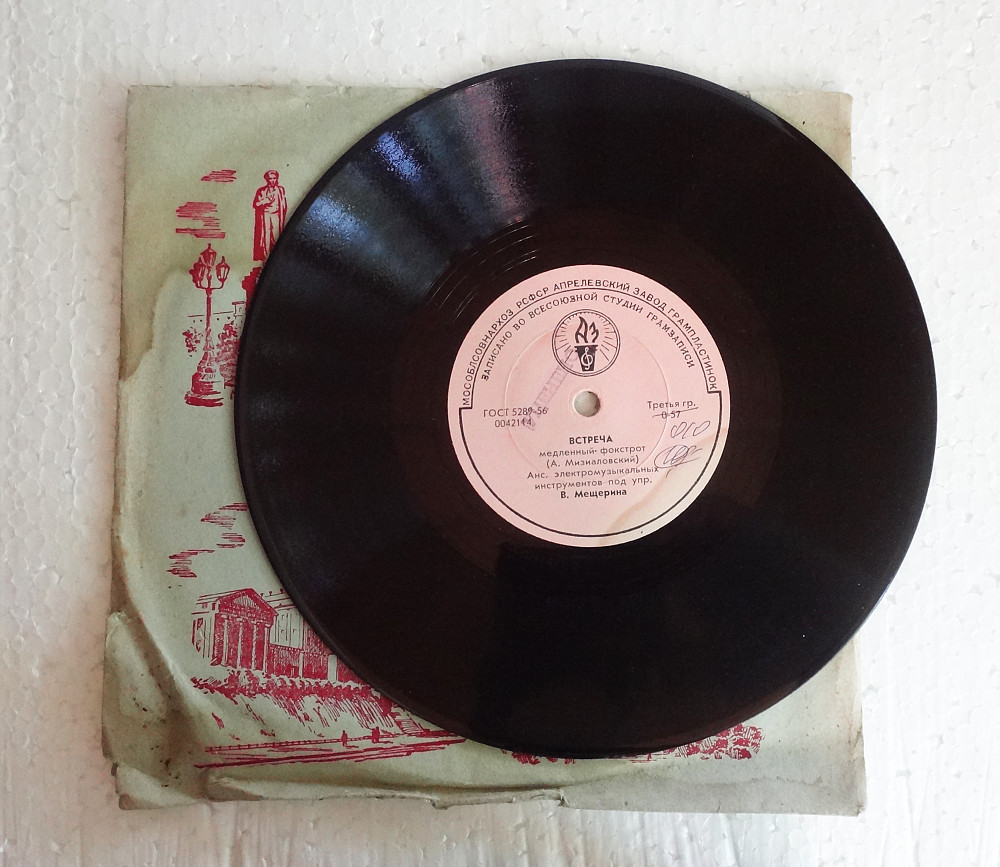 МОСОБЛСОВНАРХОЗ РСФСР АПРЕЛЕВСКИЙ ЗАВОД ГРАМПЛАСТИНОК
ЗАПИСАНО ВО ВСЕСОЮЗНОЙ СТУДИИ ГРАМЗАПИСИ
АЗ
ГОСТ 5289-56
0042114
Третья гр.
0-57
ВСТРЕЧА
медленный-фокстрот
(А. Мизиаловский)
Анс. электромузыкальных
инструментов под упр.
В. Мещерина